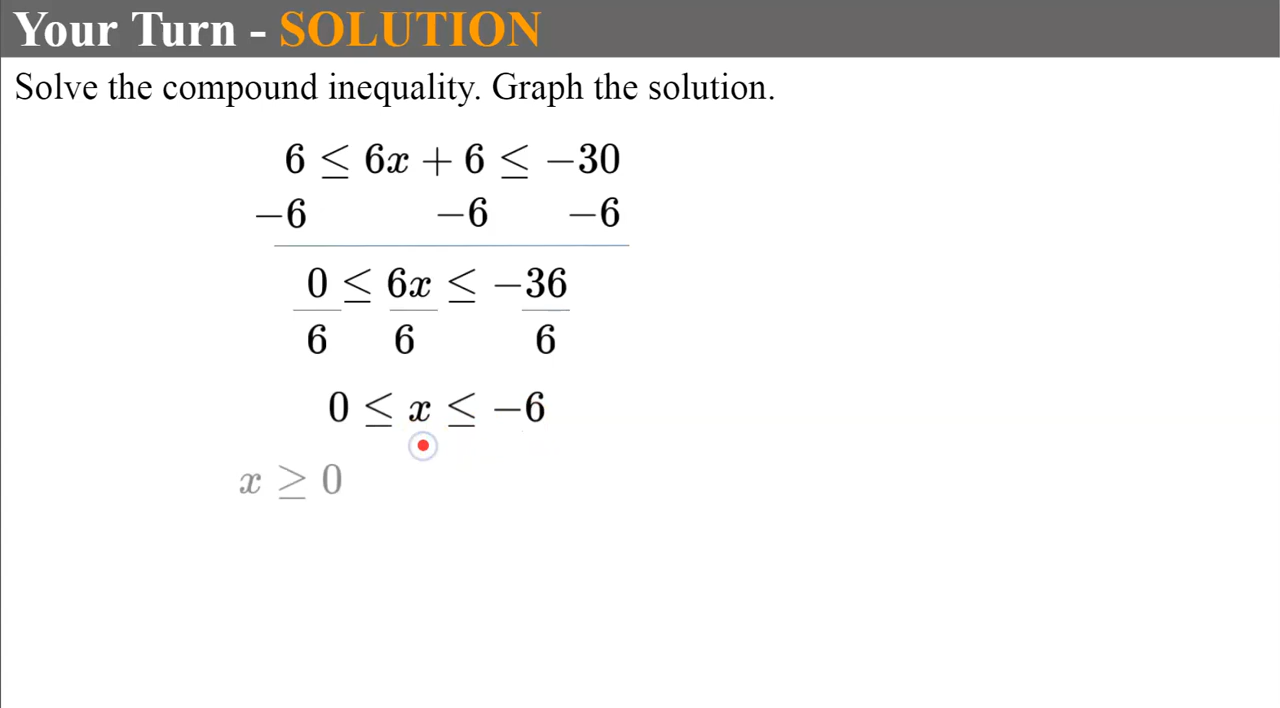 Your Turn - SOLUTION
Solve the compound inequality. Graph the solution.
6 ≤ 6x + 6 ≤ −30
−6 −6 −6
0 ≤ 6x ≤ −36
6 6 6
0 ≤ x ≤ −6
x ≥ 0